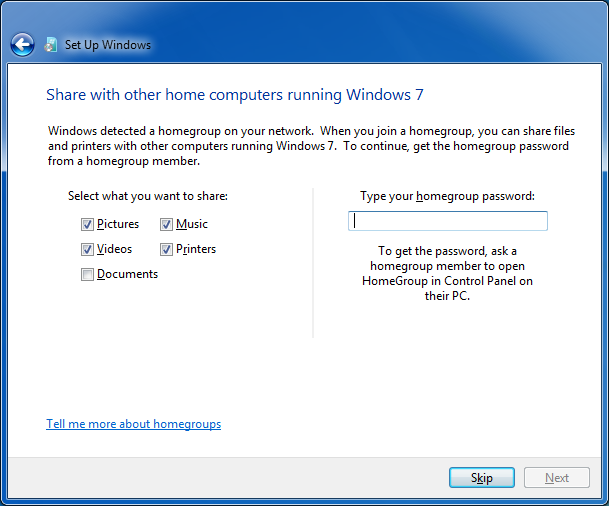 Set Up Windows
Share with other home computers running Windows 7
Windows detected a homegroup on your network.  When you join a homegroup, you can share files
and printers with other computers running Windows 7.  To continue, get the homegroup password
from a homegroup member.
Select what you want to share:
Pictures
Music
Videos
Printers
Documents
Type your homegroup password:
To get the password, ask a
homegroup member to open
HomeGroup in Control Panel on
their PC.
Tell me more about homegroups
Skip
Next